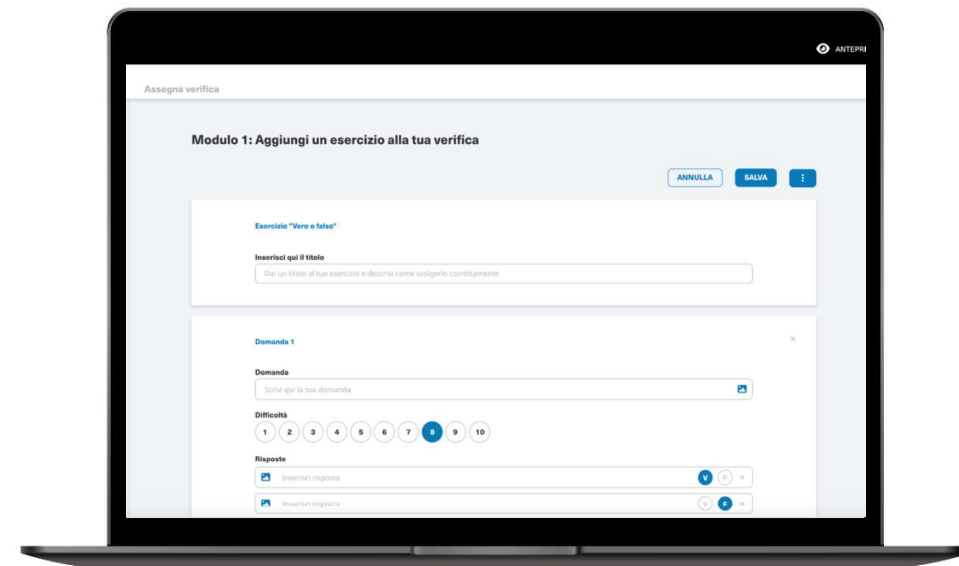 ANTEPRI
Assegna verifica
Modulo 1: Aggiungi un esercizio alla tua verifica
ANNULLA SALVA
Esercizio "Vero o falso"
Inserisci qui il titolo
Dai un titolo al tuo esercizio o descrivi come svolgerlo correttamente
Domanda 1
Domanda
Scrivi qui la tua domanda
Difficoltà
1 2 3 4 5 6 7 8 9 10
Risposte
Inserisci risposta V F
Inserisci risposta V F